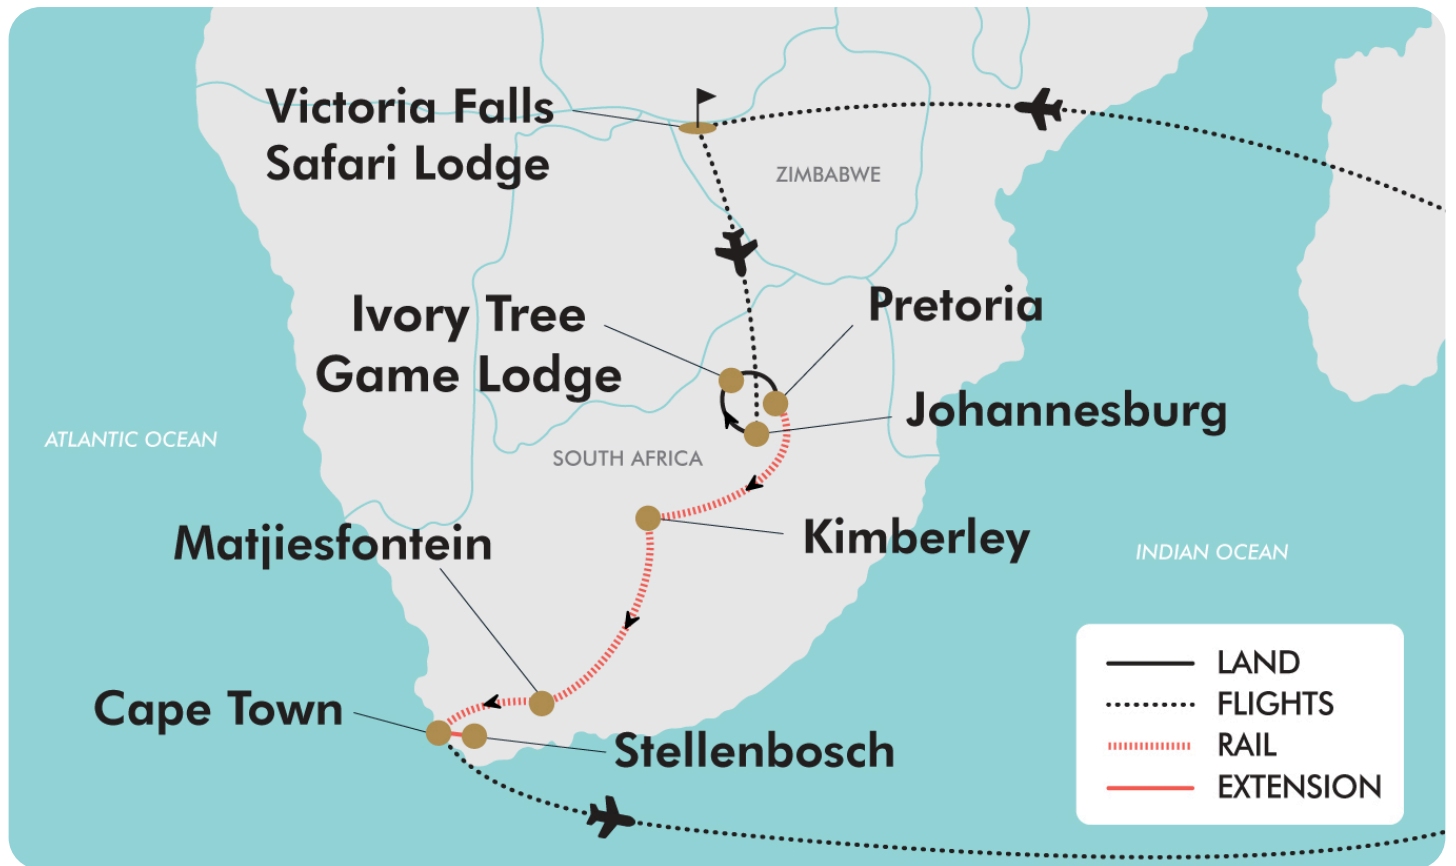 Victoria Falls
Safari Lodge
ZIMBABWE
Ivory Tree
Game Lodge
Pretoria
Johannesburg
ATLANTIC OCEAN
SOUTH AFRICA
Matjiesfontein
Kimberley
INDIAN OCEAN
Cape Town
Stellenbosch
LAND
FLIGHTS
RAIL
EXTENSION